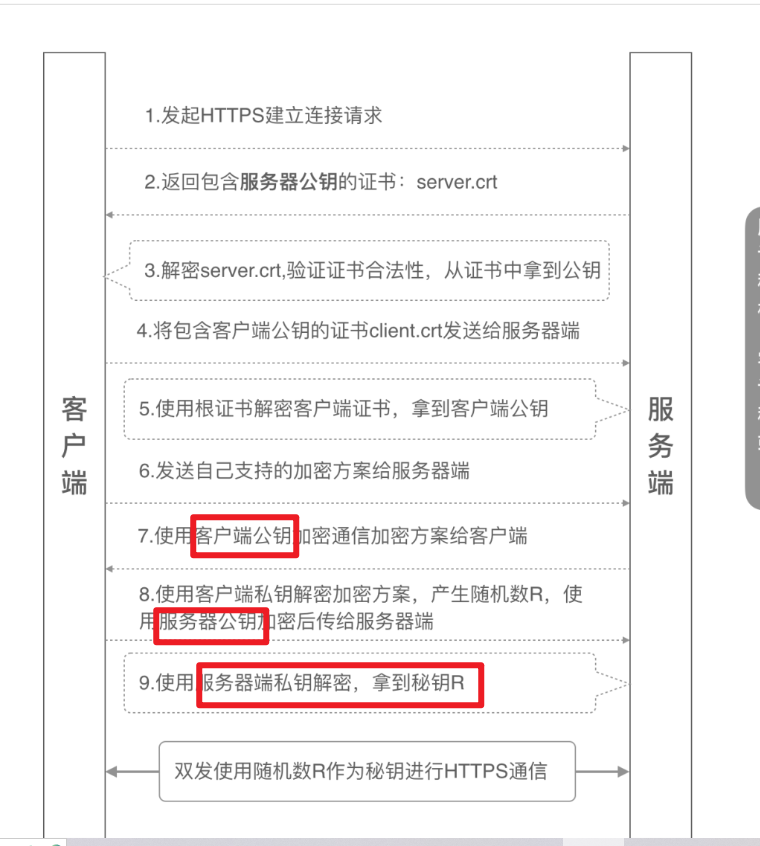 1.发起HTTPS建立连接请求
2.返回包含服务器公钥的证书：server.crt
3.解密server.crt,验证证书合法性，从证书中拿到公钥
4.将包含客户端公钥的证书client.crt发送给服务器端
客户端
服务端
5.使用根证书解密客户端证书，拿到客户端公钥
6.发送自己支持的加密方案给服务器端
7.使用客户端公钥加密通信加密方案给客户端
8.使用客户端私钥解密加密方案，产生随机数R，使
用服务器公钥加密后传给服务器端
9.使用服务器端私钥解密，拿到秘钥R
双发使用随机数R作为秘钥进行HTTPS通信